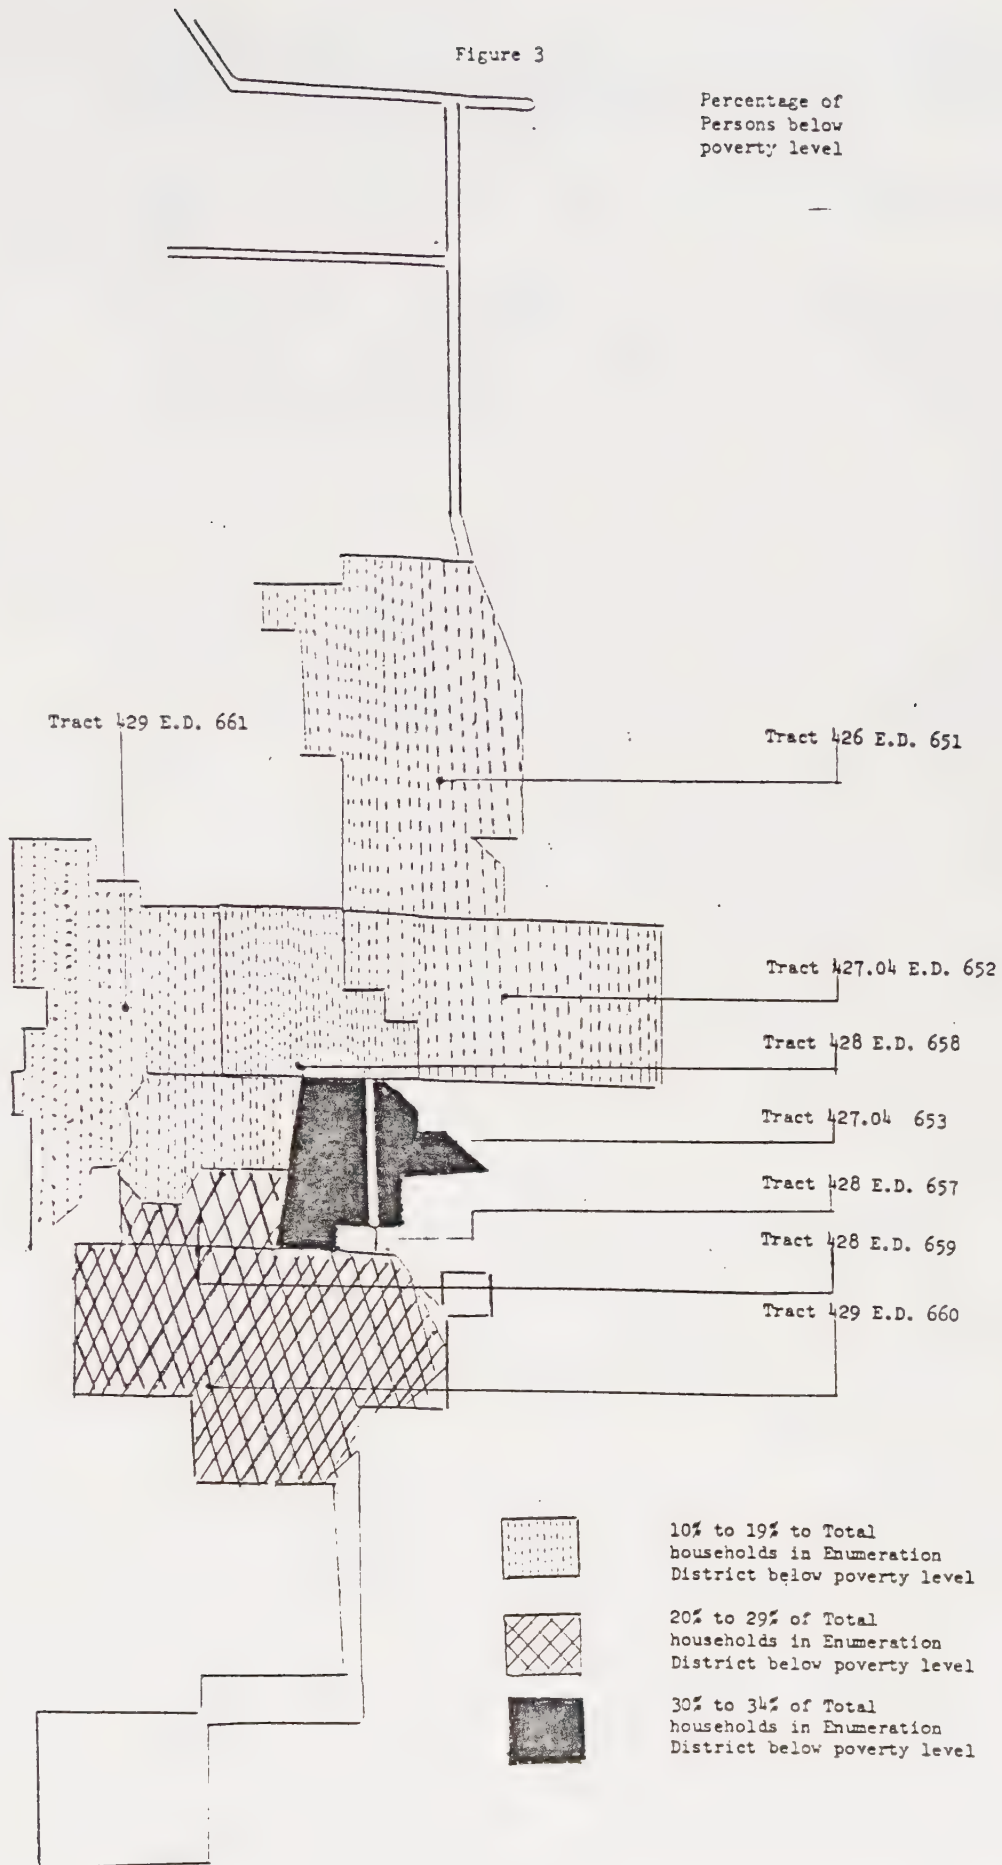 Figure 3
Percentage of
Persons below
poverty level
Tract 429 E.D. 661
Tract 426 E.D. 651
Tract 427.04 E.D. 652
Tract 428 E.D. 658
Tract 427.04 653
Tract 428 E.D. 657
Tract 428 E.D. 659
Tract 429 E.D. 660
10% to 19% to Total
households in Enumeration
District below poverty level
20% to 29% of Total
households in Enumeration
District below poverty level
30% to 34% of Total
households in Enumeration
District below poverty level